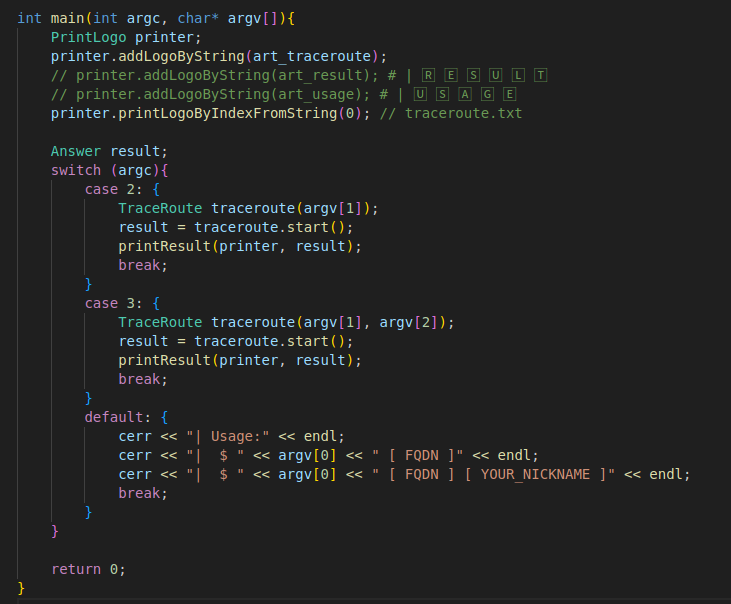 int main(int argc, char* argv[]){
    PrintLogo printer;
    printer.addLogoByString(art_traceroute);
    // printer.addLogoByString(art_result); # | 🅁 🄴 🅂 🅄 🄻 🅃
    // printer.addLogoByString(art_usage); # | 🅄 🅂 🄰 🄶 🄴
    printer.printLogoByIndexFromString(0); // traceroute.txt

    Answer result;
    switch (argc){
        case 2: {
            TraceRoute traceroute(argv[1]);
            result = traceroute.start();
            printResult(printer, result);
            break;
        }
        case 3: {
            TraceRoute traceroute(argv[1], argv[2]);
            result = traceroute.start();
            printResult(printer, result);
            break;
        }
        default: {
            cerr << "| Usage:" << endl;
            cerr << "|  $ " << argv[0] << " [ FQDN ]" << endl;
            cerr << "|  $ " << argv[0] << " [ FQDN ] [ YOUR_NICKNAME ]" << endl;
            break;
        }
    }

    return 0;
}